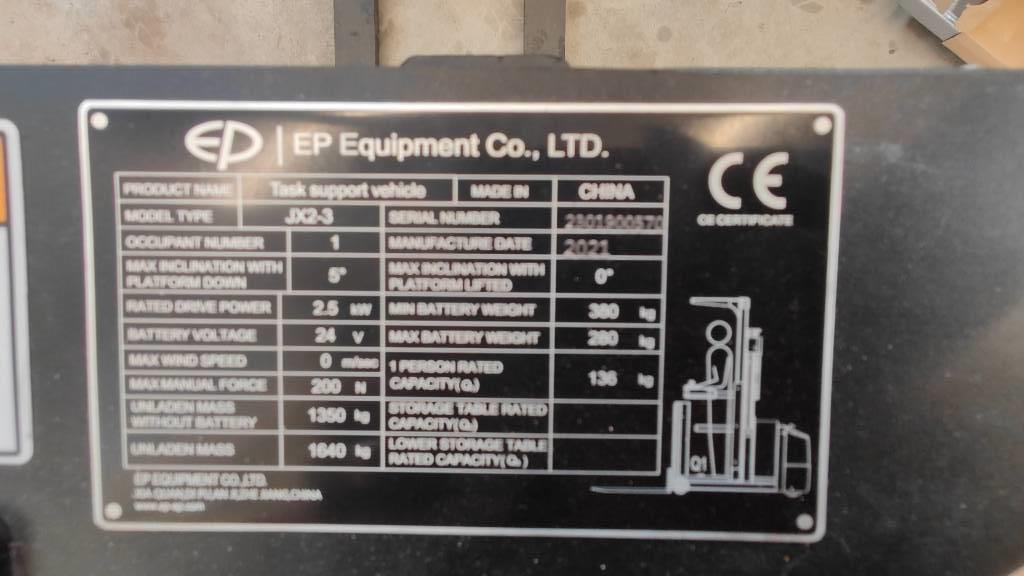 EP | EP Equipment Co., LTD.
CE
CE CERTIFICATE
PRODUCT NAME Task support vehicle MADE IN CHINA
MODEL TYPE JX2-3 SERIAL NUMBER
OCCUPANT NUMBER 1 MANUFACTURE DATE 2021
MAX INCLINATION WITH PLATFORM DOWN 5° MAX INCLINATION WITH PLATFORM LIFTED 0°
RATED DRIVE POWER 2.5 kW MIN BATTERY WEIGHT kg
BATTERY VOLTAGE 24 V MAX BATTERY WEIGHT kg
MAX WIND SPEED 0 m/sec 1 PERSON RATED CAPACITY(Q₁) 136 kg
MAX MANUAL FORCE 200 N
UNLADEN MASS WITHOUT BATTERY 1350 kg STORAGE TABLE RATED CAPACITY
UNLADEN MASS 1640 kg LOWER STORAGE TABLE RATED CAPACITY
EP EQUIPMENT CO.,LTD.
www.ep-ep.com
Q1